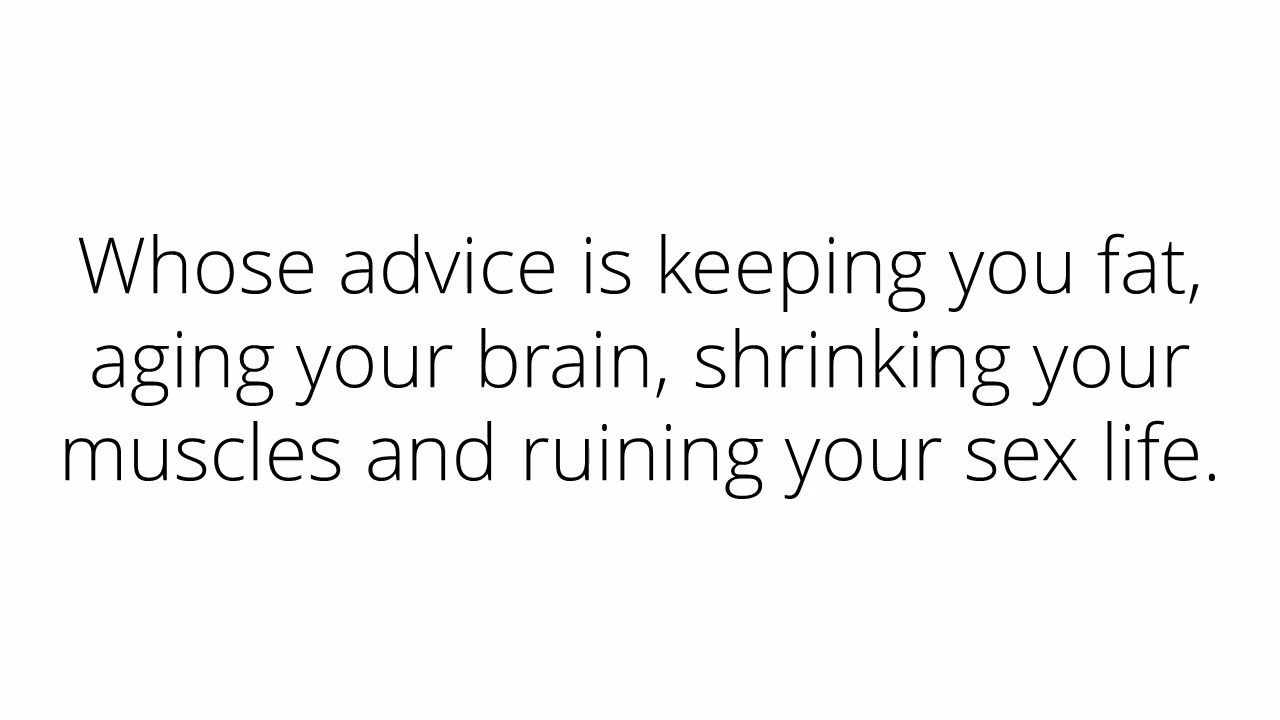 Whose advice is keeping you fat,
aging your brain, shrinking your
muscles and ruining your sex life.